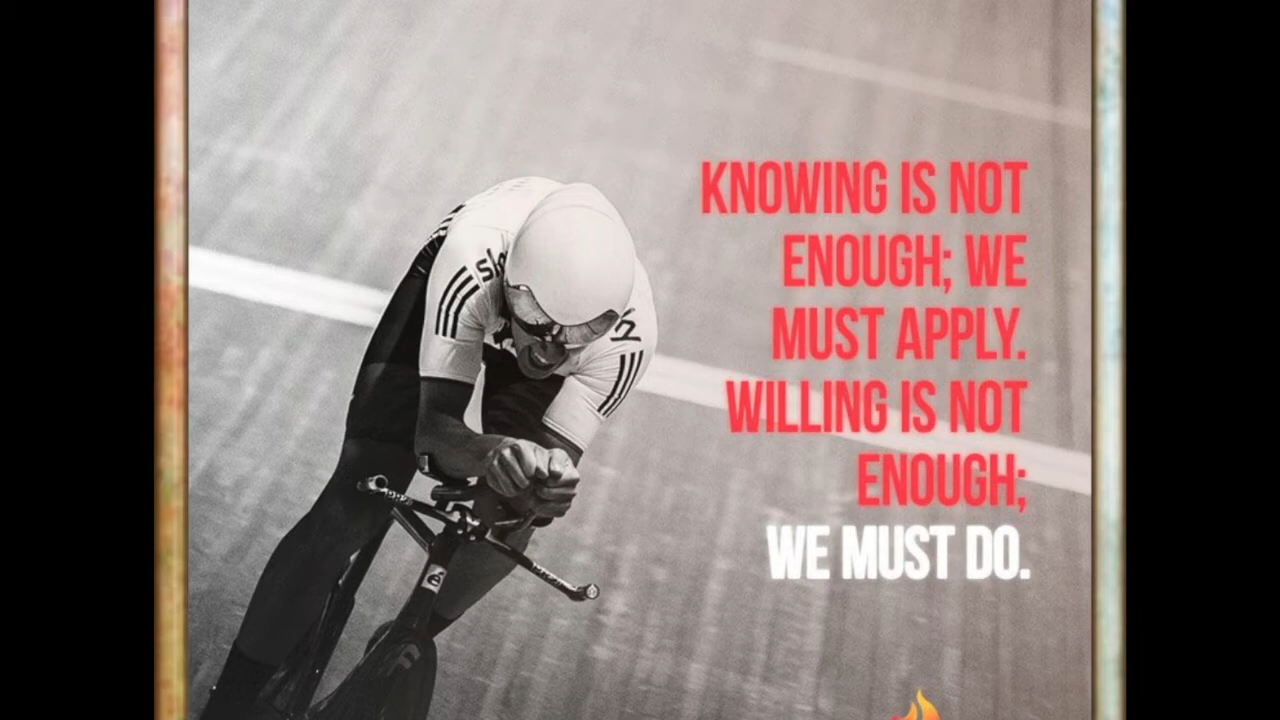 KNOWING IS NOT
ENOUGH; WE
MUST APPLY.
WILLING IS NOT
ENOUGH;
WE MUST DO.